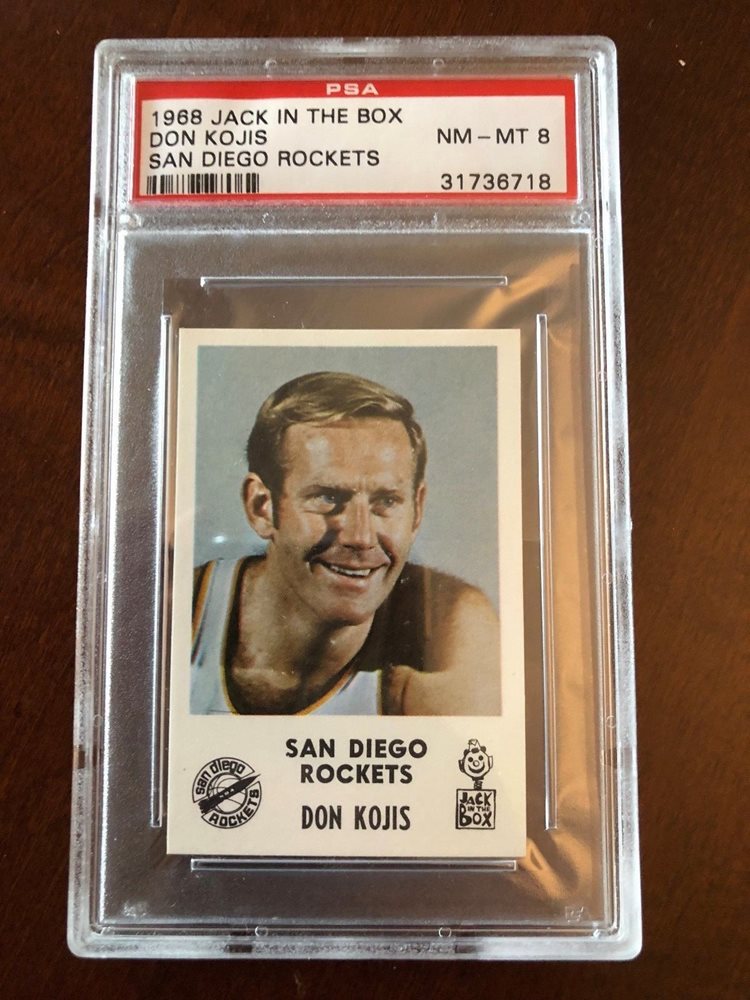 PSA
1968 JACK IN THE BOX
DON KOJIS
NM - MT 8
SAN DIEGO ROCKETS
31736718
SAN DIEGO
ROCKETS
DON KOJIS
san diego
ROCKETS
JACK
IN THE
BOX